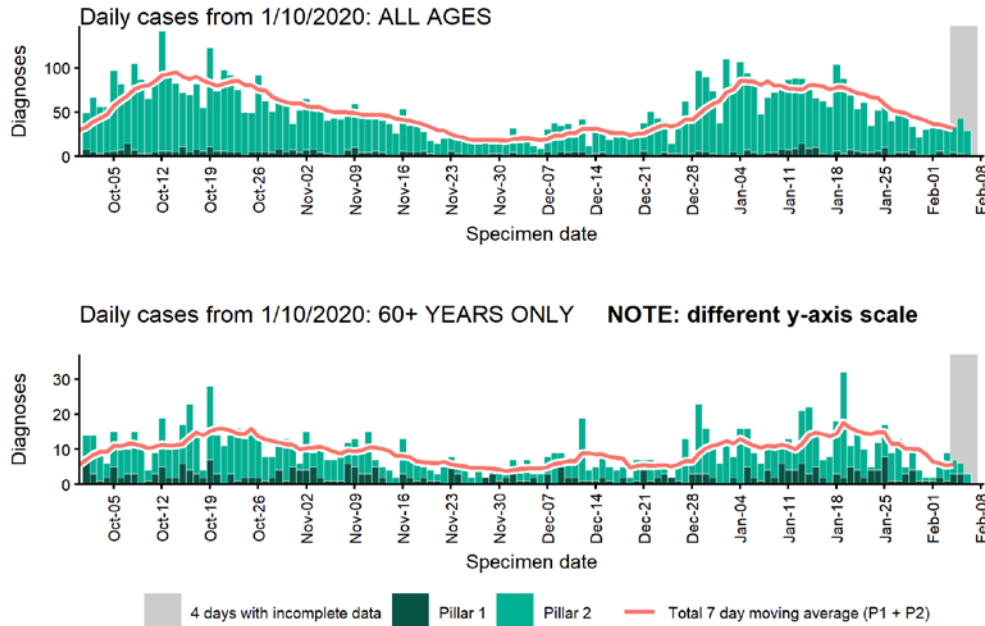 Daily cases from 1/10/2020: ALL AGES
Diagnoses
100
50
0
Oct-05 Oct-12 Oct-19 Oct-26 Nov-02 Nov-09 Nov-16 Nov-23 Nov-30 Dec-07 Dec-14 Dec-21 Dec-28 Jan-04 Jan-11 Jan-18 Jan-25 Feb-01 Feb-08
Specimen date
Daily cases from 1/10/2020: 60+ YEARS ONLY NOTE: different y-axis scale
Diagnoses
30
20
10
0
Oct-05 Oct-12 Oct-19 Oct-26 Nov-02 Nov-09 Nov-16 Nov-23 Nov-30 Dec-07 Dec-14 Dec-21 Dec-28 Jan-04 Jan-11 Jan-18 Jan-25 Feb-01 Feb-08
Specimen date
4 days with incomplete data Pillar 1 Pillar 2 Total 7 day moving average (P1 + P2)